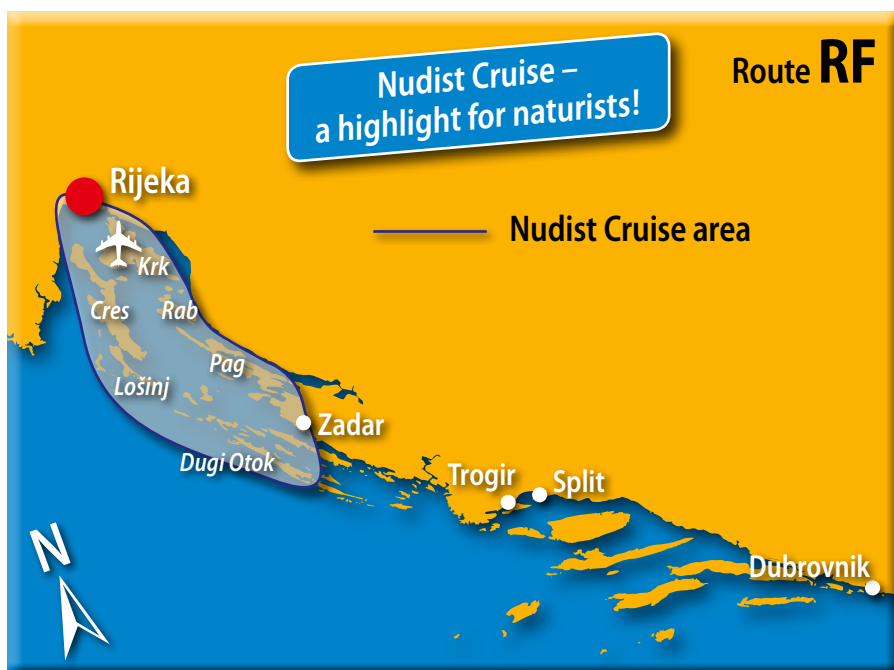 Nudist Cruise –
a highlight for naturists!
Route RF
Rijeka
Nudist Cruise area
Krk
Cres
Rab
Pag
Lošinj
Zadar
Dugi Otok
Trogir
Split
N
Dubrovnik